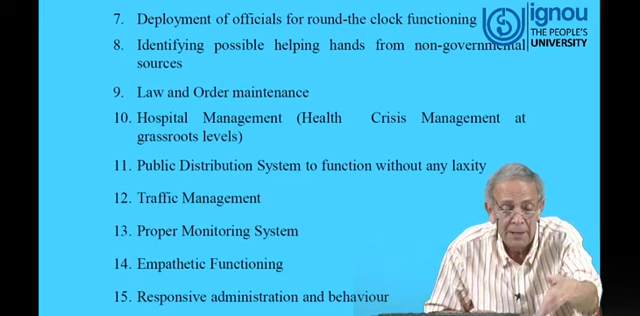 7. Deployment of officials for round-the clock functioning
ignou
THE PEOPLE'S
UNIVERSITY
8. Identifying possible helping hands from non-governmental
sources
9. Law and Order maintenance
10. Hospital Management (Health Crisis Management at
grassroots levels)
11. Public Distribution System to function without any laxity
12. Traffic Management
13. Proper Monitoring System
14. Empathetic Functioning
15. Responsive administration and behaviour